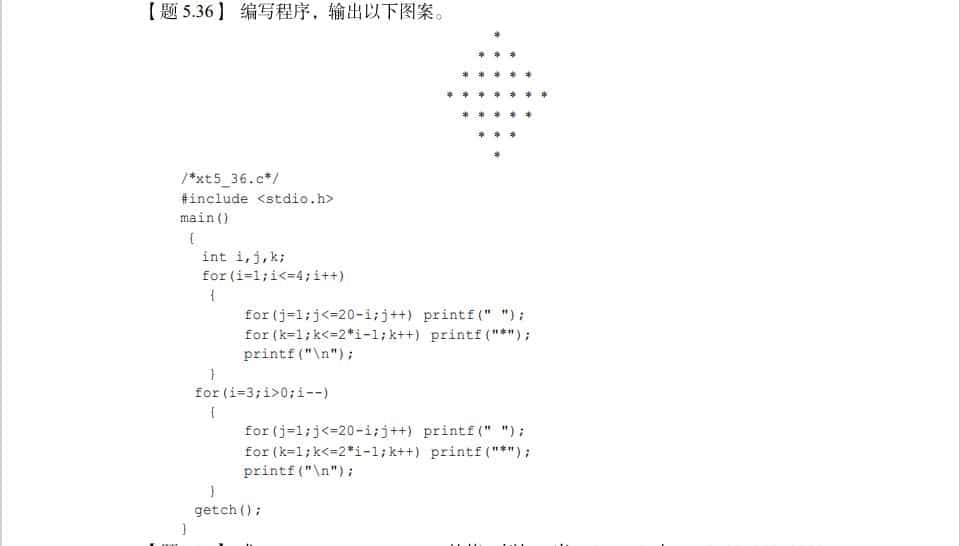 【 题 5.36 】 编写程序，输出以下图案。
*
* * *
* * * * *
* * * * * * *
* * * * *
* * *
*
/*xt5_36.c*/
#include <stdio.h>
main()
{
int i,j,k;
for(i=1;i<=4;i++)
{
for(j=1;j<=20-i;j++) printf(" ");
for(k=1;k<=2*i-1;k++) printf("*");
printf("\n");
}
for(i=3;i>0;i--)
{
for(j=1;j<=20-i;j++) printf(" ");
for(k=1;k<=2*i-1;k++) printf("*");
printf("\n");
}
getch();
}